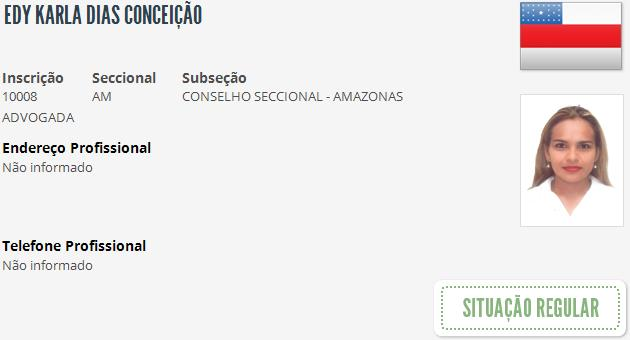 EDY KARLA DIAS CONCEIÇÃO
Inscrição Seccional Subseção
10008 AM CONSELHO SECCIONAL - AMAZONAS
ADVOGADA
Endereço Profissional
Não informado
Telefone Profissional
Não informado
SITUAÇÃO REGULAR